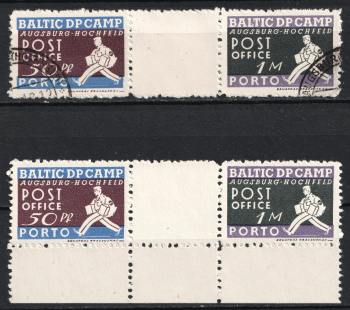 BALTIC DP CAMP
AUGSBURG-HOCHFELD
POST
OFFICE
50 Pf
PORTO
BALTIC DP CAMP
AUGSBURG-HOCHFELD
POST
OFFICE
1 M
PORTO
BALTIC DP CAMP
AUGSBURG-HOCHFELD
POST
OFFICE
50 Pf
PORTO
BALTIC DP CAMP
AUGSBURG-HOCHFELD
POST
OFFICE
1 M
PORTO